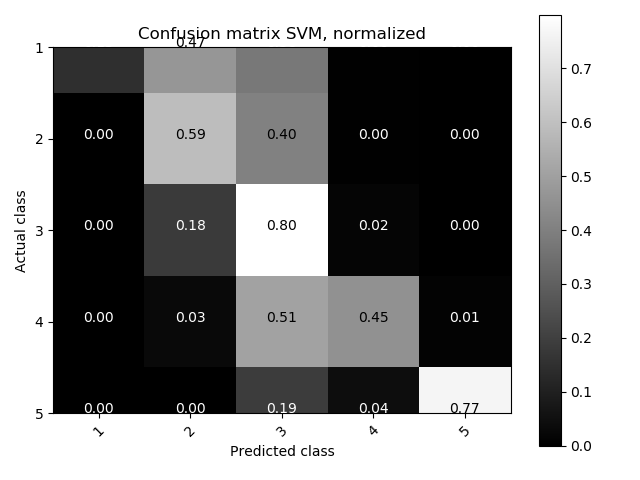 Confusion matrix SVM, normalized
0.47
1
2
3
4
5
0.00 0.59 0.40 0.00 0.00
0.00 0.18 0.80 0.02 0.00
0.00 0.03 0.51 0.45 0.01
0.00 0.00 0.19 0.04 0.77
1 2 3 4 5
Actual class
Predicted class
0.7
0.6
0.5
0.4
0.3
0.2
0.1
0.0